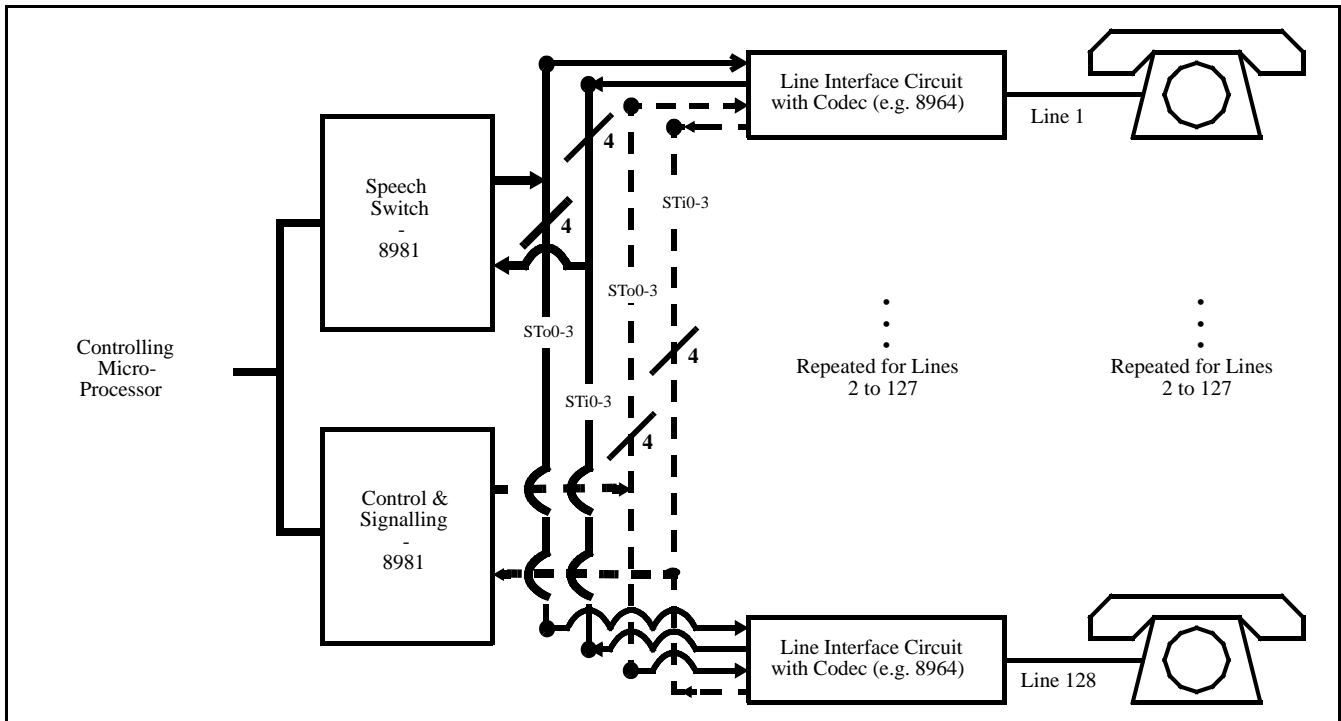 Line Interface Circuit
with Codec (e.g. 8964)
Line 1
4
Speech
Switch
-
8981
4
STi0-3
STo0-3
STo0-3
4
Controlling
Micro-
Processor
Repeated for Lines
2 to 127
Repeated for Lines
2 to 127
STi0-3
4
Control &
Signalling
-
8981
Line Interface Circuit
with Codec (e.g. 8964)
Line 128